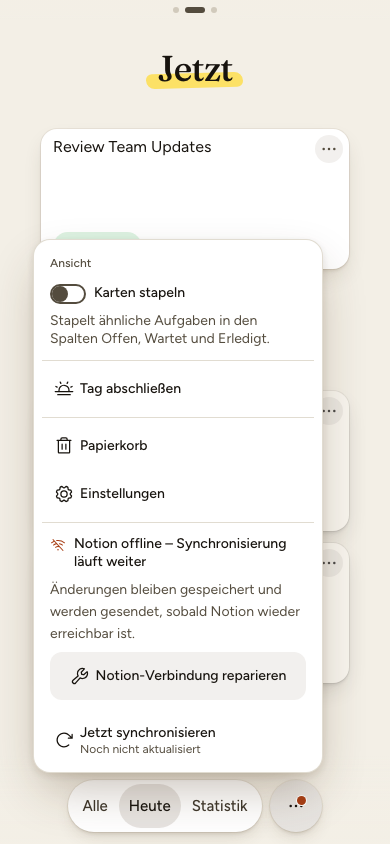 Jetzt
Review Team Updates
Ansicht
Karten stapeln
Stapelt ähnliche Aufgaben in den
Spalten Offen, Wartet und Erledigt.
Tag abschließen
Papierkorb
Einstellungen
Notion offline – Synchronisierung
läuft weiter
Änderungen bleiben gespeichert und
werden gesendet, sobald Notion wieder
erreichbar ist.
Notion-Verbindung reparieren
Jetzt synchronisieren
Noch nicht aktualisiert
Alle Heute Statistik